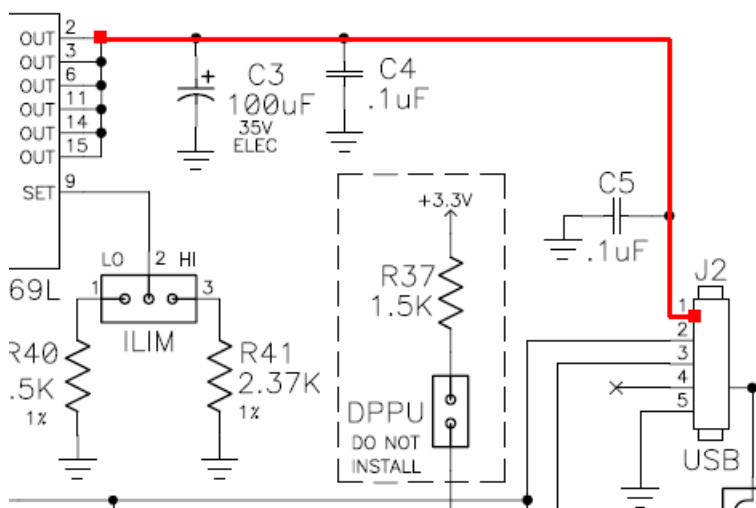 OUT 2
OUT 3
OUT 6
OUT 11
OUT 14
OUT 15
SET 9
69L
C3
100uF
35V
ELEC
C4
.1uF
C5
.1uF
+3.3V
R37
1.5K
DPPU
DO NOT
INSTALL
LO 2 HI
1 3
ILIM
R40
.5K
1%
R41
2.37K
1%
J2
1
2
3
4
5
USB